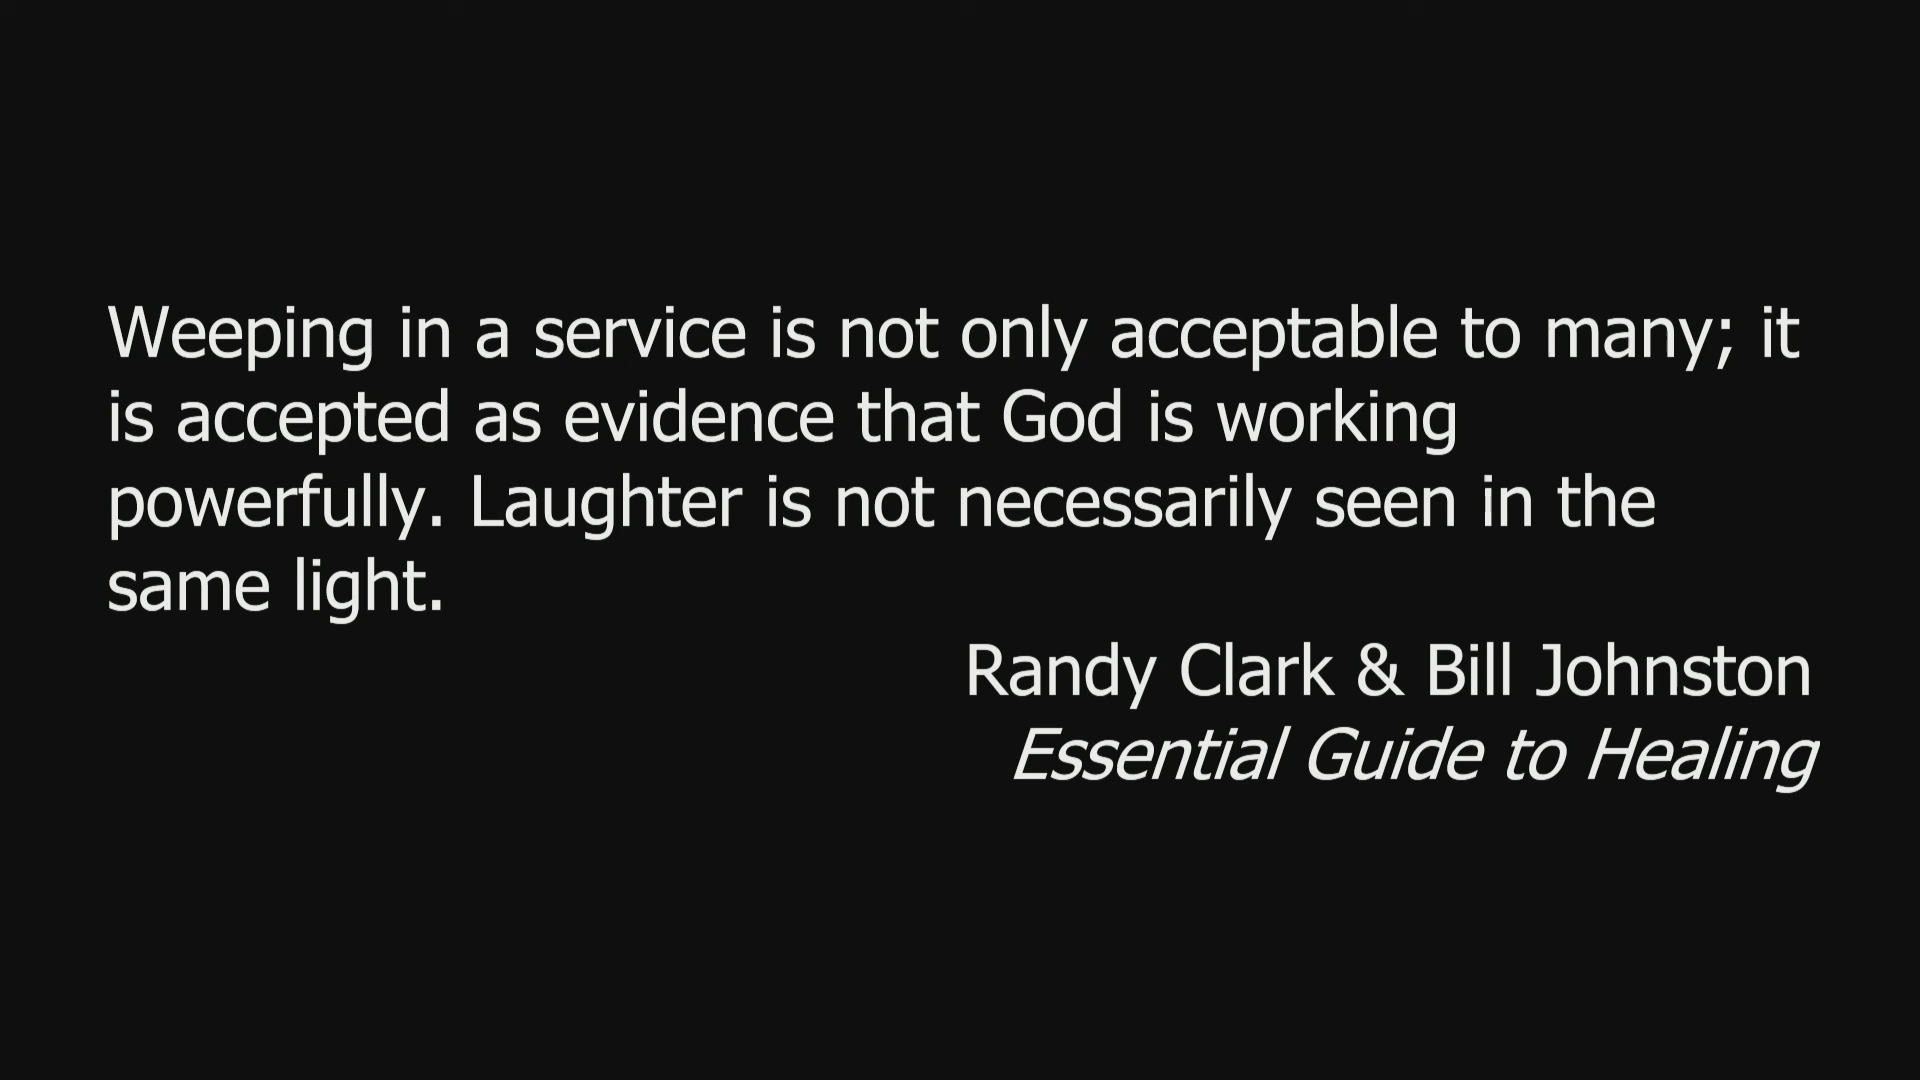 Weeping in a service is not only acceptable to many; it
is accepted as evidence that God is working
powerfully. Laughter is not necessarily seen in the
same light.
Randy Clark & Bill Johnston
Essential Guide to Healing